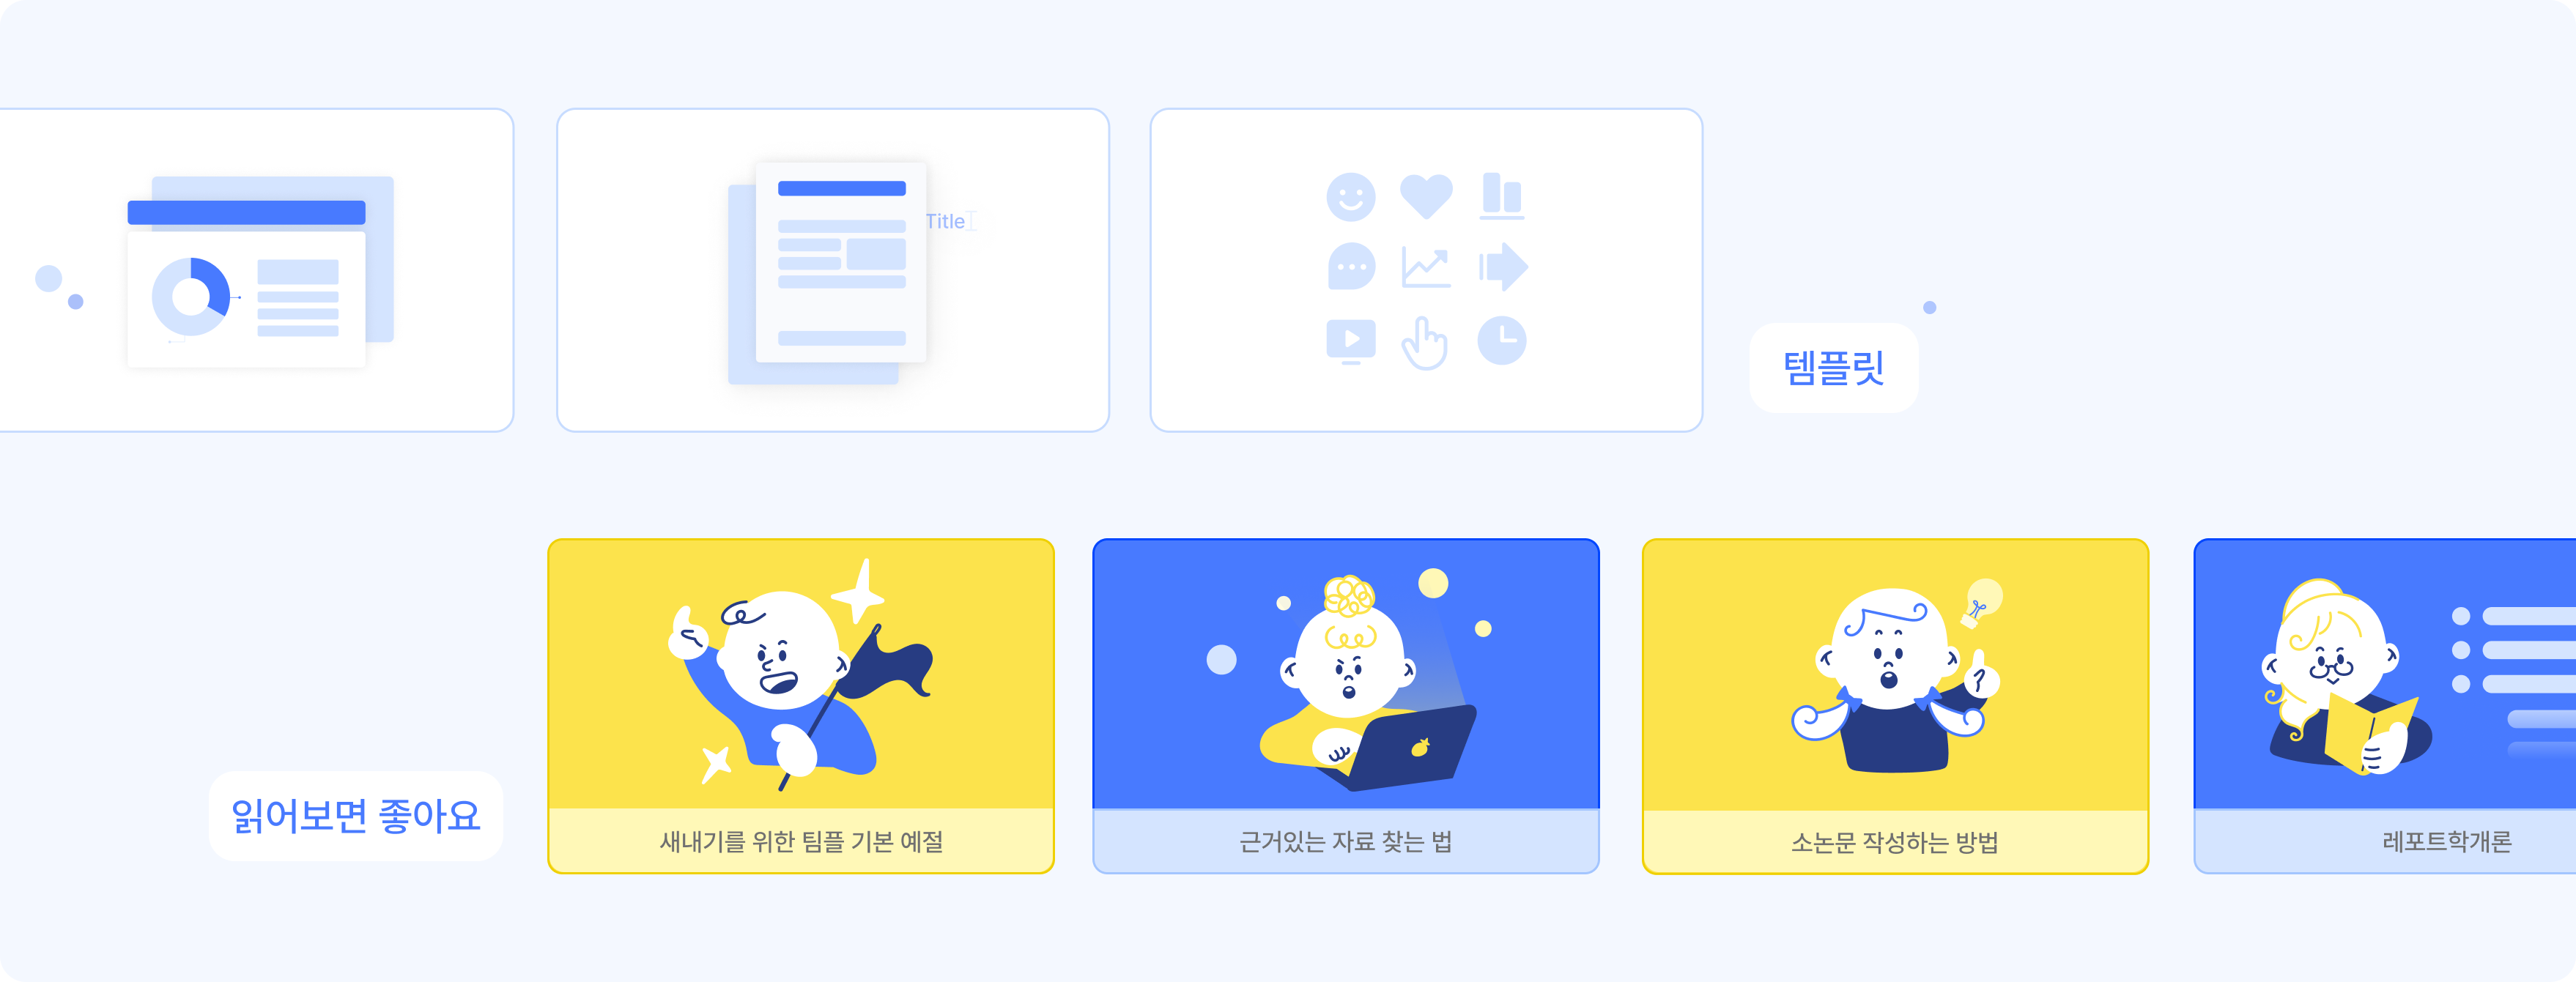 Title
템플릿
읽어보면 좋아요
새내기를 위한 팀플 기본 예절
근거있는 자료 찾는 법
소논문 작성하는 방법
레포트학개론